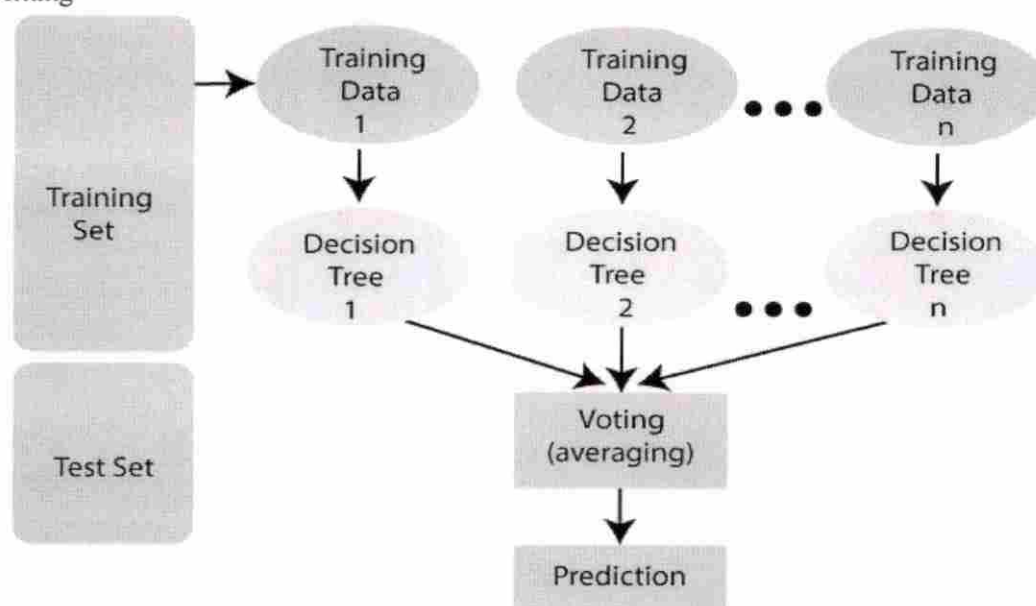 Training
Data
1
Training
Data
2
Training
Data
n
Training
Set
Decision
Tree
1
Decision
Tree
2
Decision
Tree
n
Test Set
Voting
(averaging)
Prediction